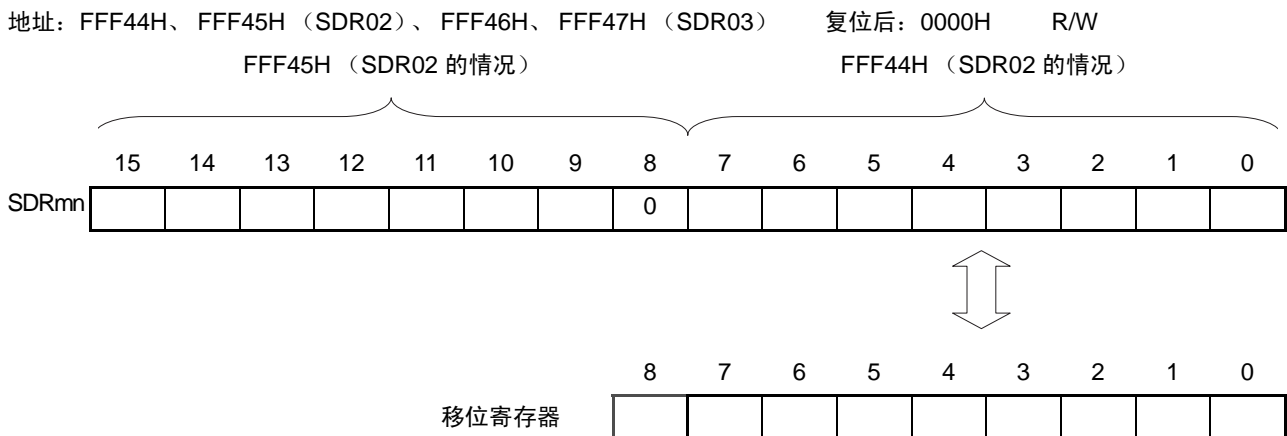 地址：FFF44H、 FFF45H （SDR02）、 FFF46H、 FFF47H （SDR03） 复位后：0000H R/W
FFF45H （SDR02 的情况） FFF44H （SDR02 的情况）
15 14 13 12 11 10 9 8 7 6 5 4 3 2 1 0
SDRmn 0
8 7 6 5 4 3 2 1 0
移位寄存器